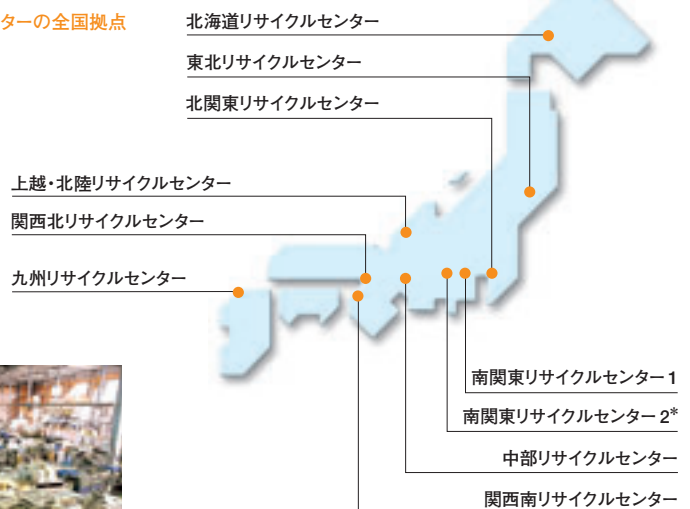 ターの全国拠点
北海道リサイクルセンター
東北リサイクルセンター
北関東リサイクルセンター
上越・北陸リサイクルセンター
関西北リサイクルセンター
九州リサイクルセンター
南関東リサイクルセンター1
南関東リサイクルセンター2*
中部リサイクルセンター
関西南リサイクルセンター